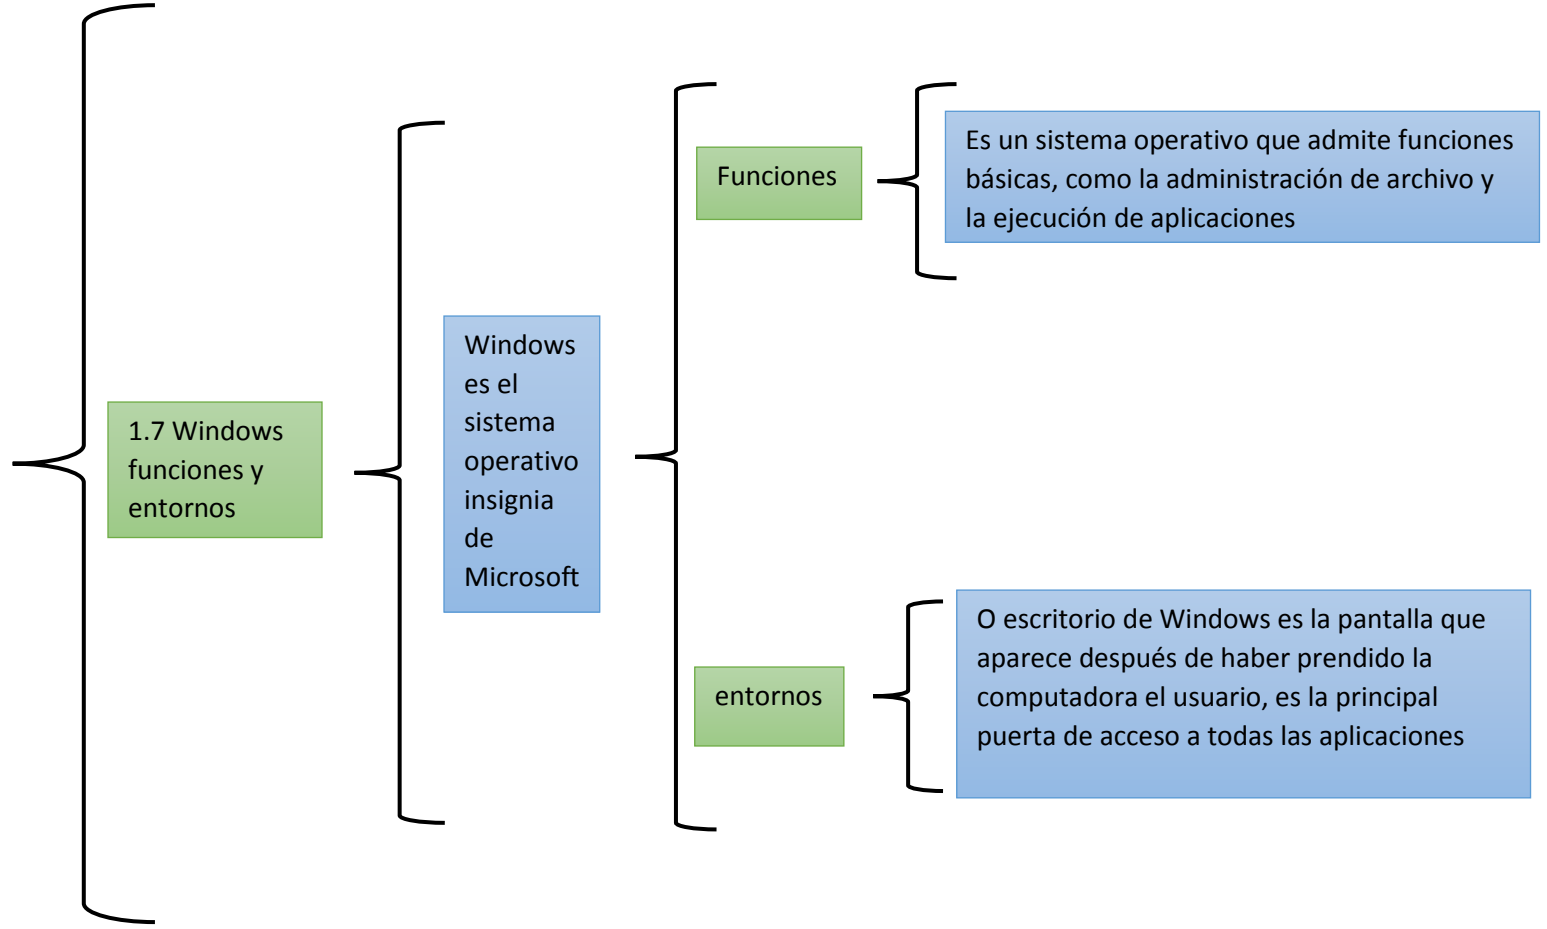 1.7 Windows
funciones y
entornos
Windows
es el
sistema
operativo
insignia
de
Microsoft
Funciones
Es un sistema operativo que admite funciones
básicas, como la administración de archivo y
la ejecución de aplicaciones
entornos
O escritorio de Windows es la pantalla que
aparece después de haber prendido la
computadora el usuario, es la principal
puerta de acceso a todas las aplicaciones